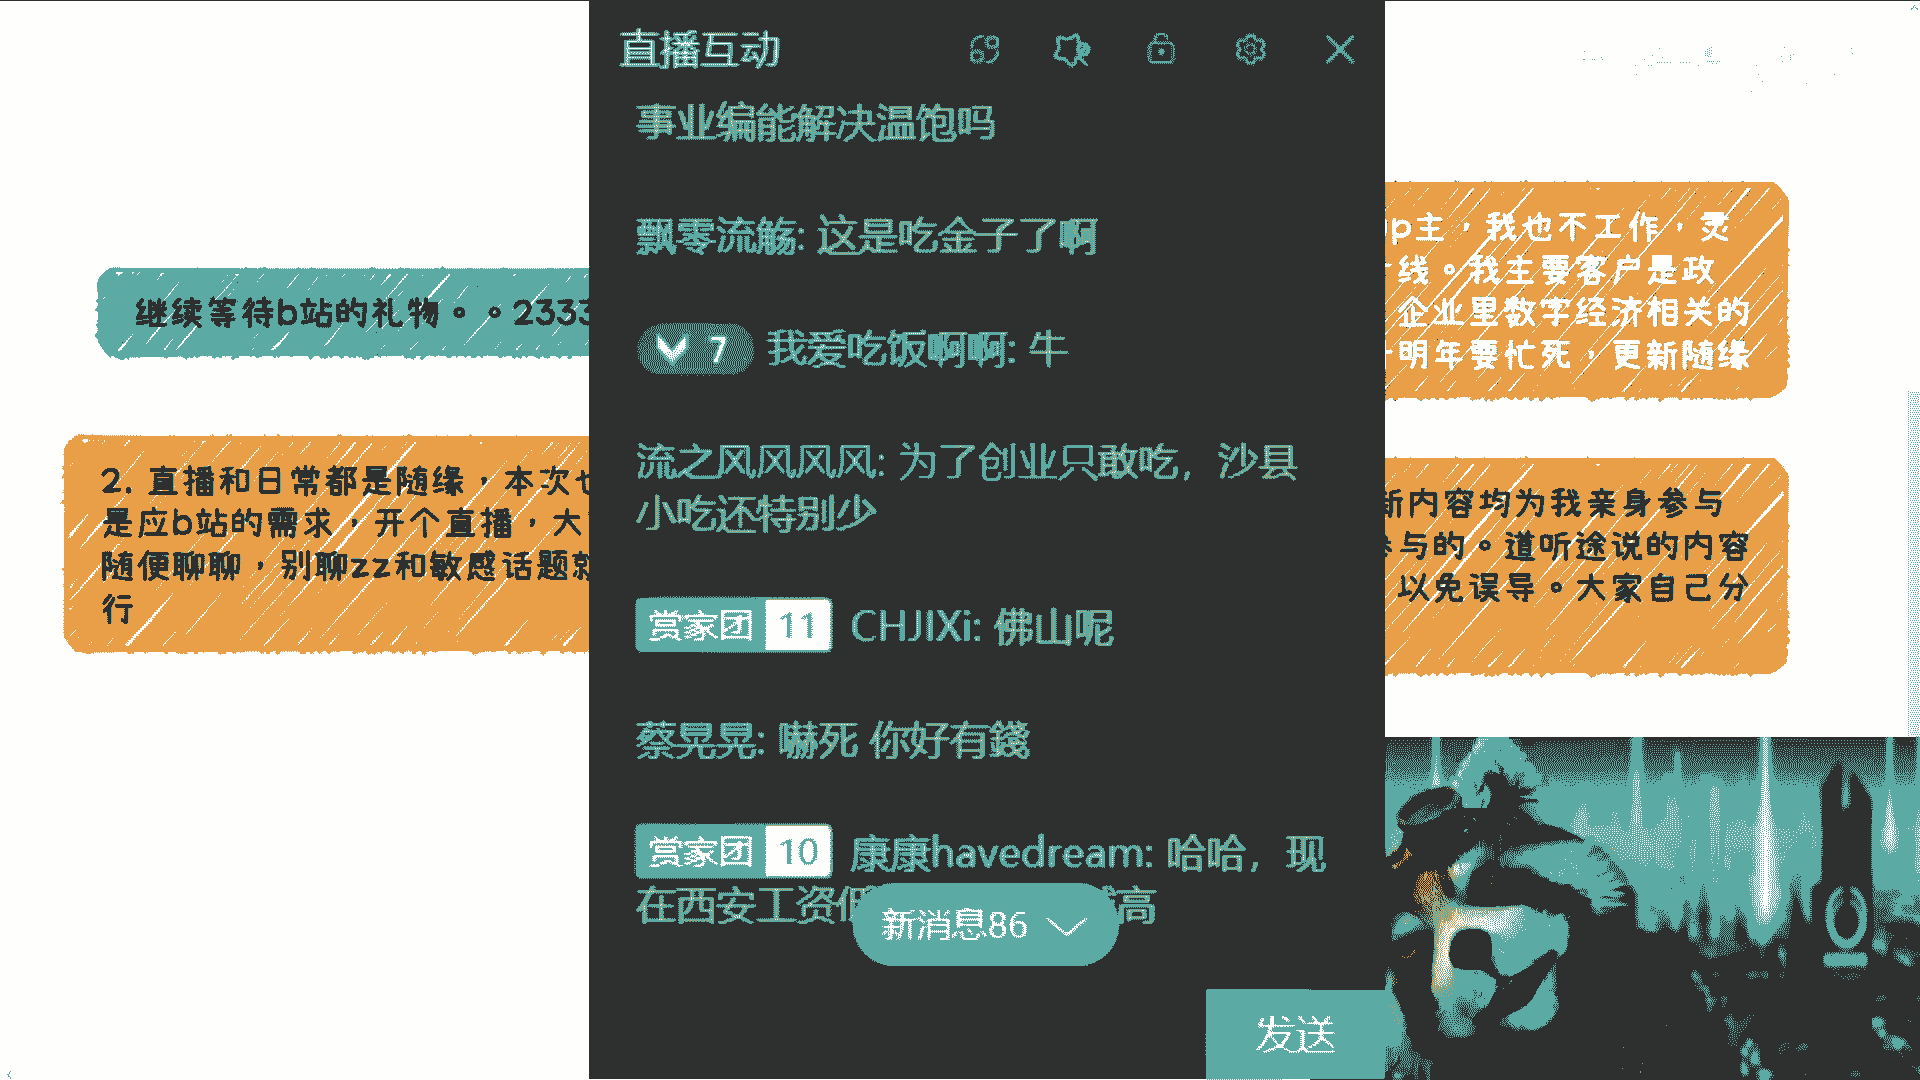 直播互动
事业编能解决温饱吗
飘零流觞: 这是吃金子了啊
7 我爱吃饭啊啊: 牛
流之风风风风: 为了创业只敢吃，沙县
小吃还特别少
赏家团 11 CHJIXi: 佛山呢
蔡晃晃: 嚇死 你好有錢
赏家团 10 康康havedream: 哈哈，现
在西安工资
高
新消息86
发送
继续等待b站的礼物。。2333
2. 直播和日常都是随缘，本次也
是应b站的需求，开个直播，大
随便聊聊，别聊zz和敏感话题就
行
up主，我也不工作，灵
线。我主要客户是政
企业里数字经济相关的
明年要忙死，更新随缘
新内容均为我亲身参与
参与的。道听途说的内容
以免误导。大家自己分